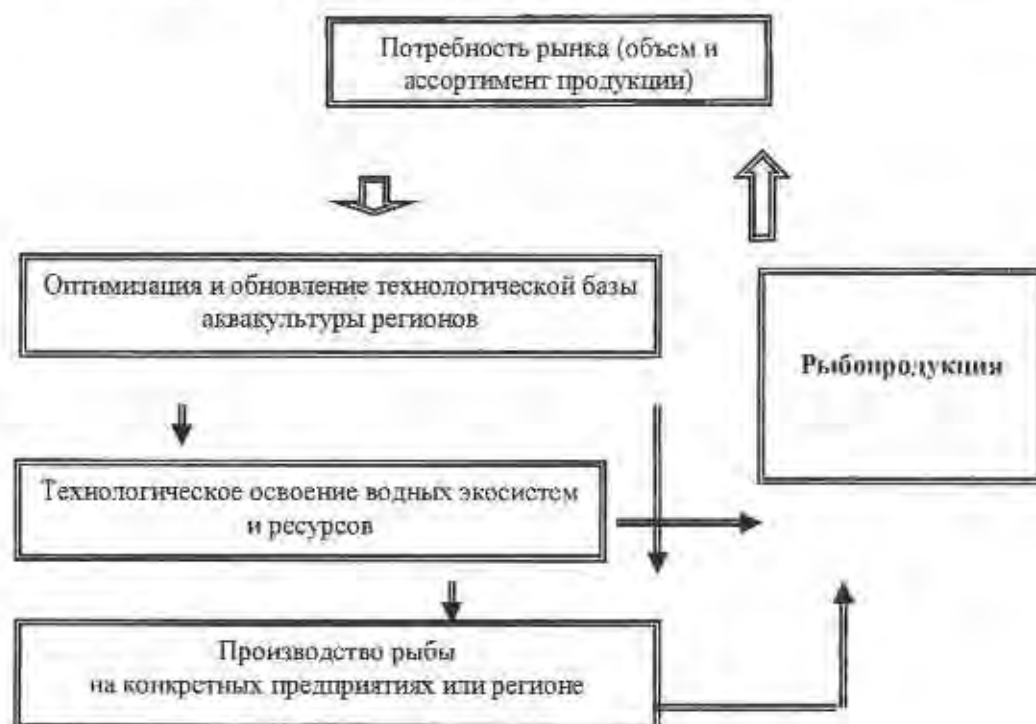 Потребность рынка (объем и
ассортимент продукции)
Оптимизация и обновление технологической базы
аквакультуры регионов
Рыбопродукция
Технологическое освоение водных экосистем
и ресурсов
Производство рыбы
на конкретных предприятиях или регионе